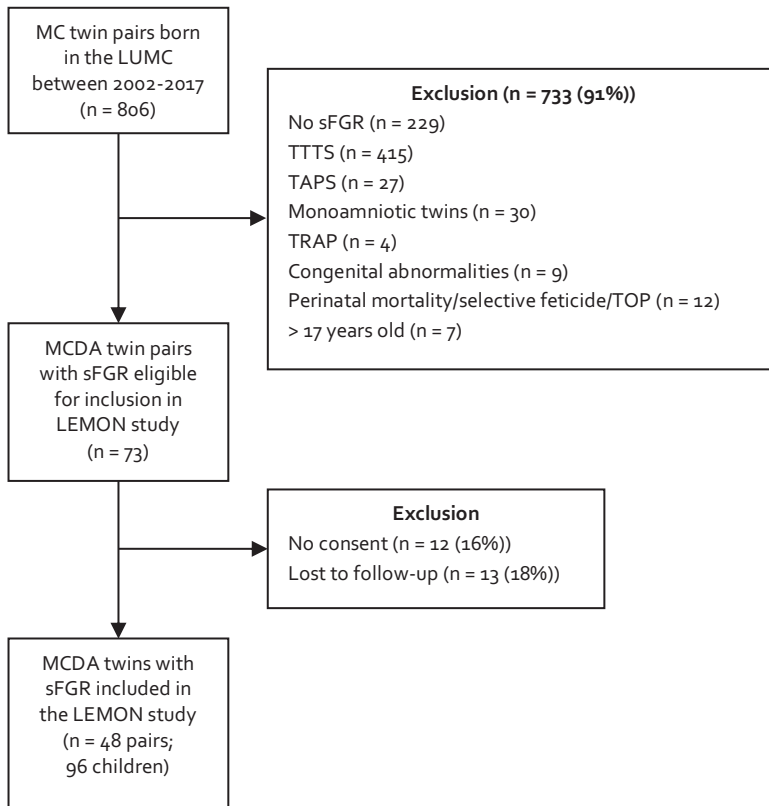 MC twin pairs born
in the LUMC
between 2002-2017
(n = 806)
Exclusion (n = 733 (91%))
No sFGR (n = 229)
TTTS (n = 415)
TAPS (n = 27)
Monoamniotic twins (n = 30)
TRAP (n = 4)
Congenital abnormalities (n = 9)
Perinatal mortality/selective feticide/TOP (n = 12)
> 17 years old (n = 7)
MCDA twin pairs
with sFGR eligible
for inclusion in
LEMON study
(n = 73)
Exclusion
No consent (n = 12 (16%))
Lost to follow-up (n = 13 (18%))
MCDA twins with
sFGR included in
the LEMON study
(n = 48 pairs;
96 children)